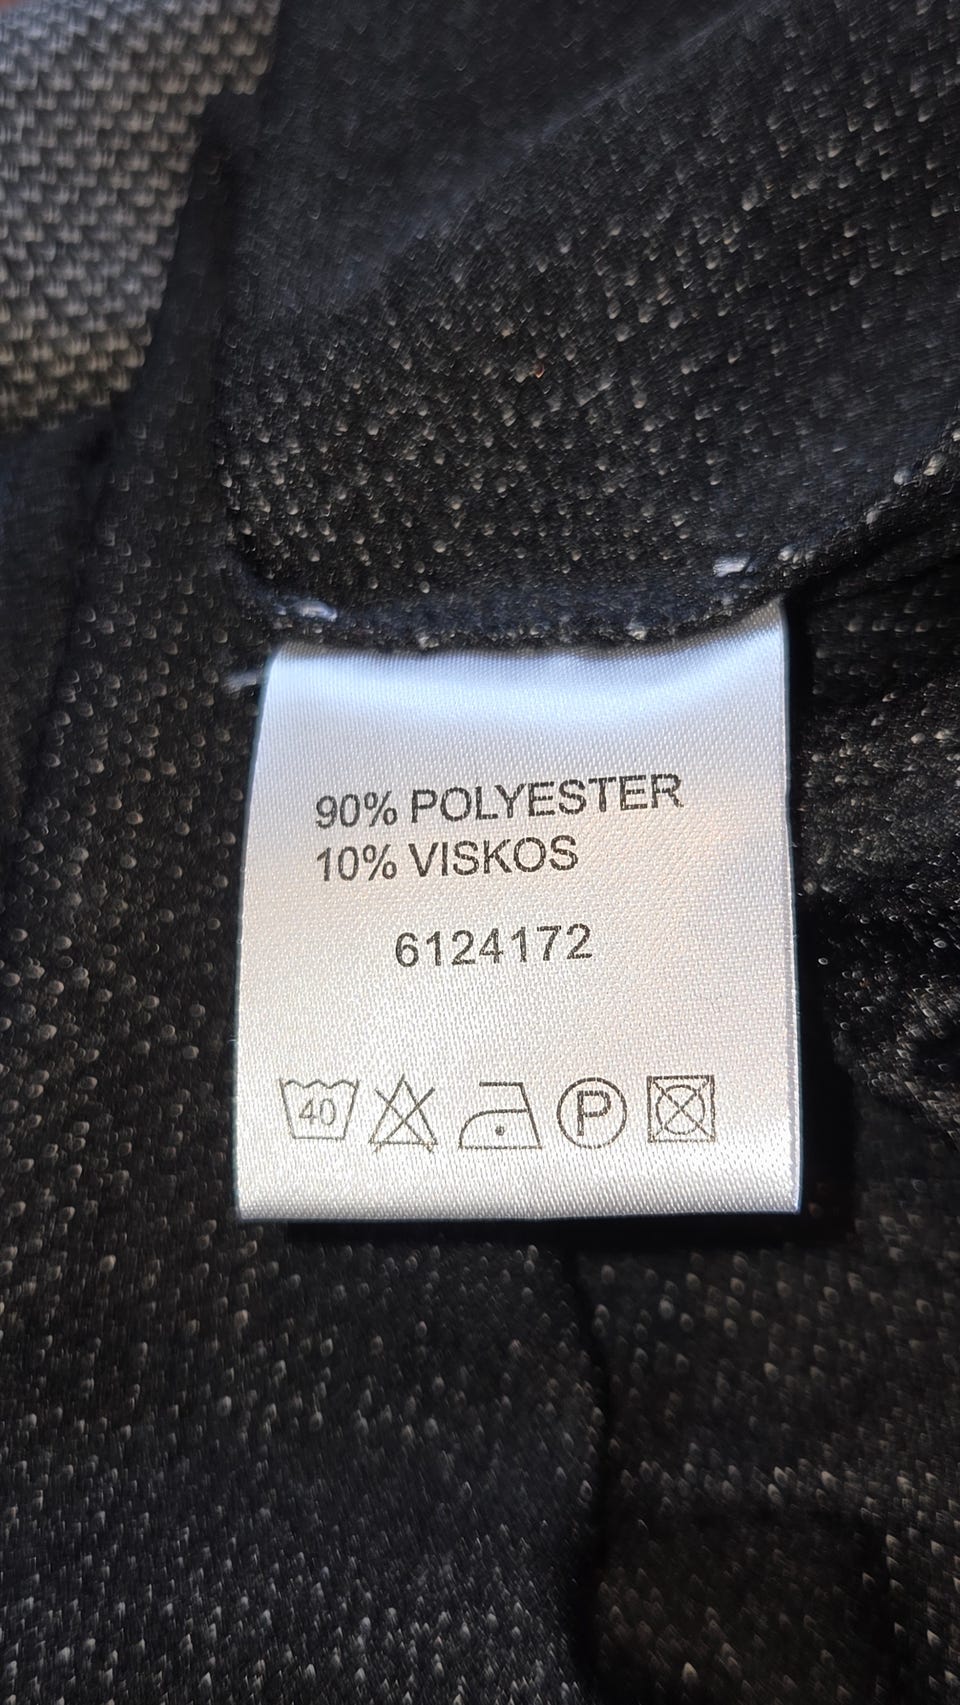 90% POLYESTER
10% VISKOS
6124172
40 P